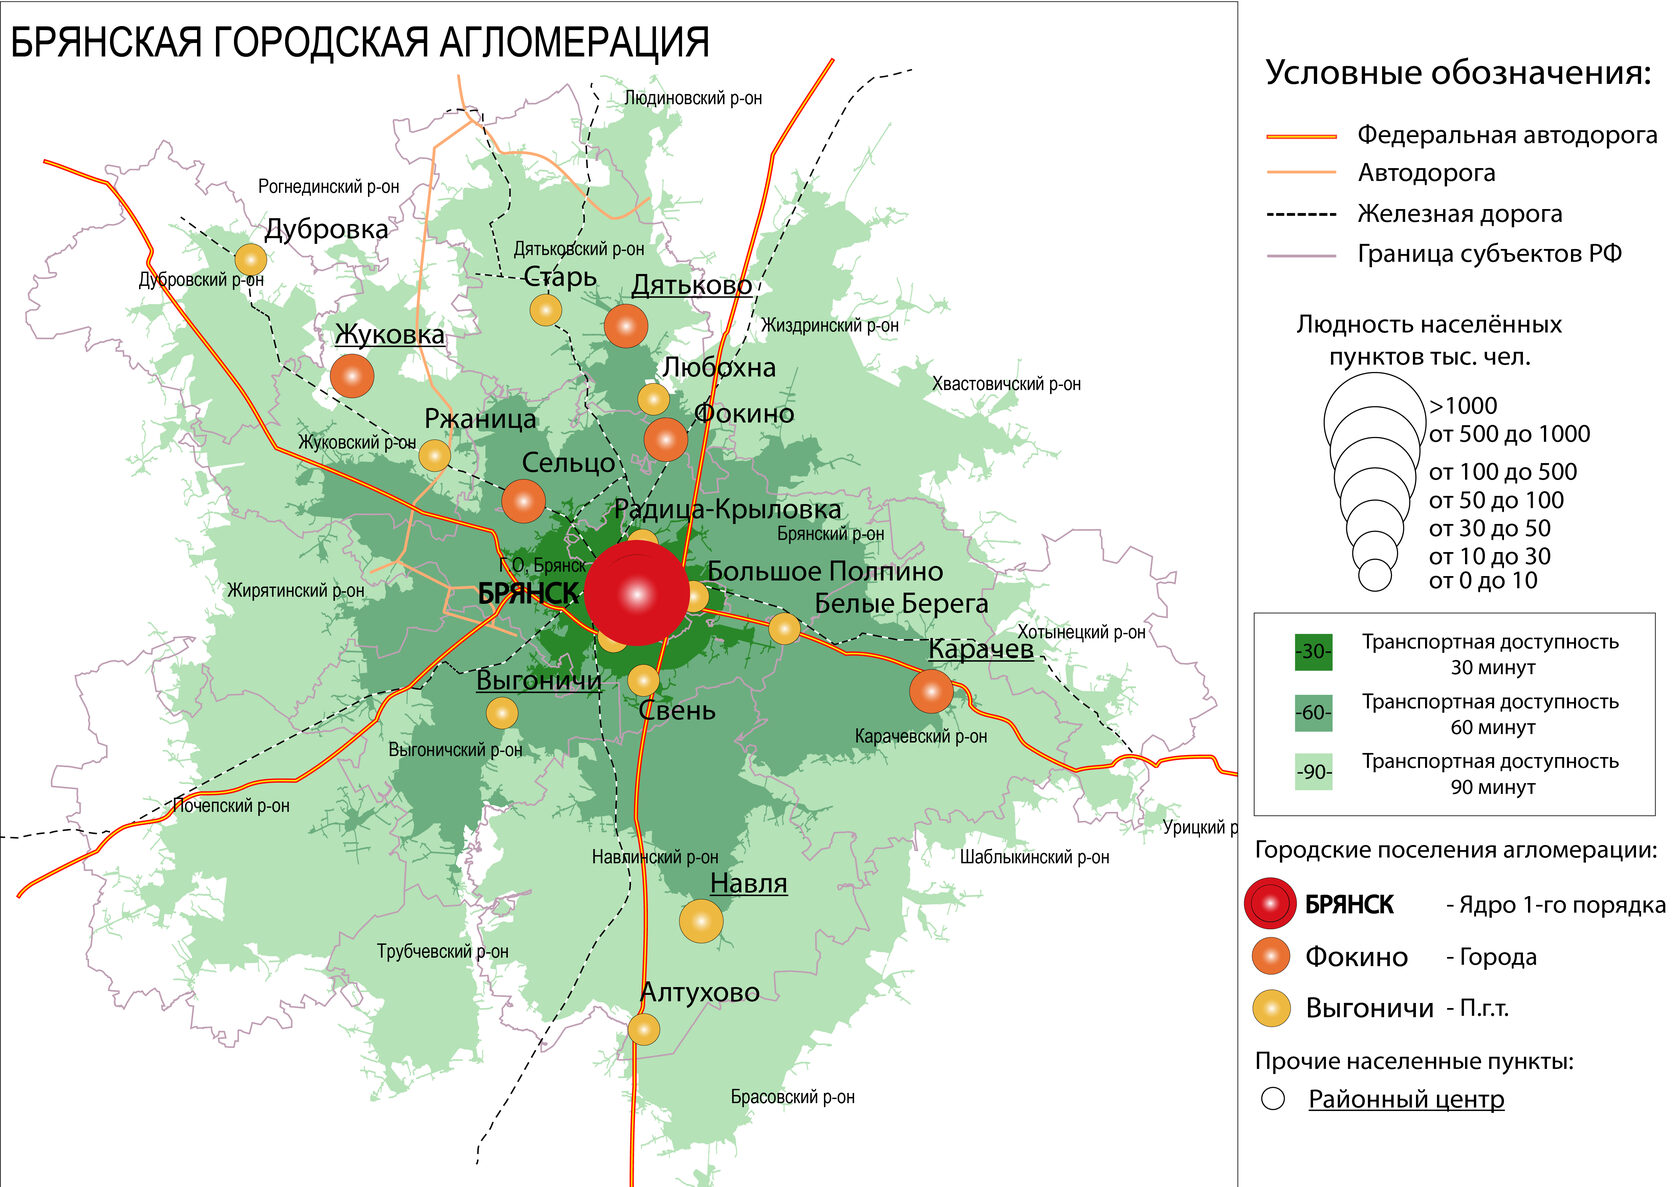 БРЯНСКАЯ ГОРОДСКАЯ АГЛОМЕРАЦИЯ
Людиновский р-он
Рогнединский р-он
Дубровка
Дятьковский р-он
Дубровский р-он
Старь
Дятьково
Жиздринский р-он
Жуковка
Любохна
Хвастовичский р-он
Ржаница
Фокино
Жуковский р-он
Сельцо
Радица-Крыловка
Брянский р-он
Г.О. Брянск
Большое Полпино
Жирятинский р-он
БРЯНСК
Белые Берега
Хотынецкий р-он
Карачев
Выгоничи
Свень
Карачевский р-он
Выгоничский р-он
Почепский р-он
Урицкий р
Навлинский р-он
Шаблыкинский р-он
Навля
Трубчевский р-он
Алтухово
Брасовский р-он
Условные обозначения:
Федеральная автодорога
Автодорога
Железная дорога
Граница субъектов РФ
Людность населённых
пунктов тыс. чел.
>1000
от 500 до 1000
от 100 до 500
от 50 до 100
от 30 до 50
от 10 до 30
от 0 до 10
-30- Транспортная доступность
30 минут
-60- Транспортная доступность
60 минут
-90- Транспортная доступность
90 минут
Городские поселения агломерации:
БРЯНСК - Ядро 1-го порядка
Фокино - Города
Выгоничи - П.г.т.
Прочие населенные пункты:
Районный центр